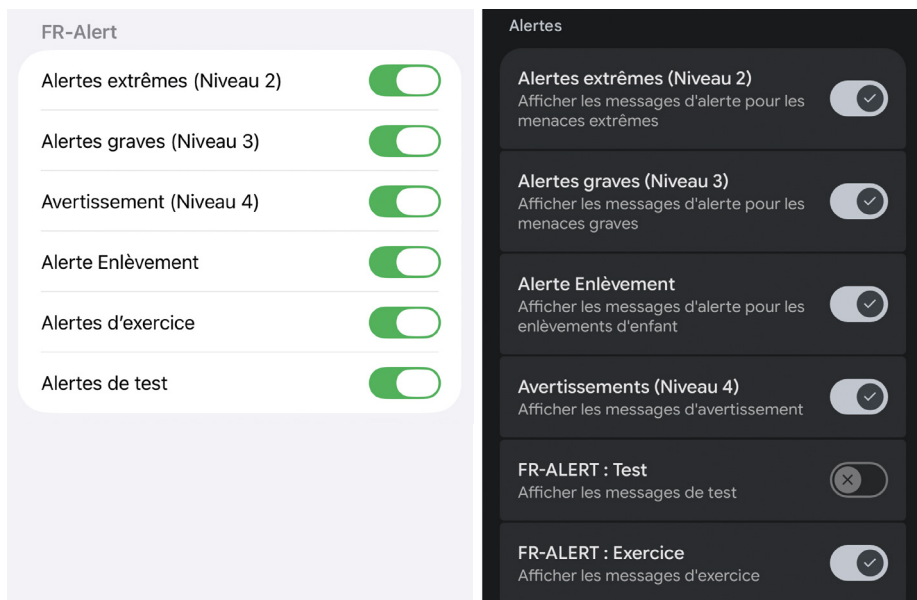 FR-Alert
Alertes extrêmes (Niveau 2)
Alertes graves (Niveau 3)
Avertissement (Niveau 4)
Alerte Enlèvement
Alertes d’exercice
Alertes de test
Alertes
Alertes extrêmes (Niveau 2)
Afficher les messages d'alerte pour les
menaces extrêmes
Alertes graves (Niveau 3)
Afficher les messages d'alerte pour les
menaces graves
Alerte Enlèvement
Afficher les messages d'alerte pour les
enlèvements d'enfant
Avertissements (Niveau 4)
Afficher les messages d'avertissement
FR-ALERT : Test
Afficher les messages de test
FR-ALERT : Exercice
Afficher les messages d'exercice